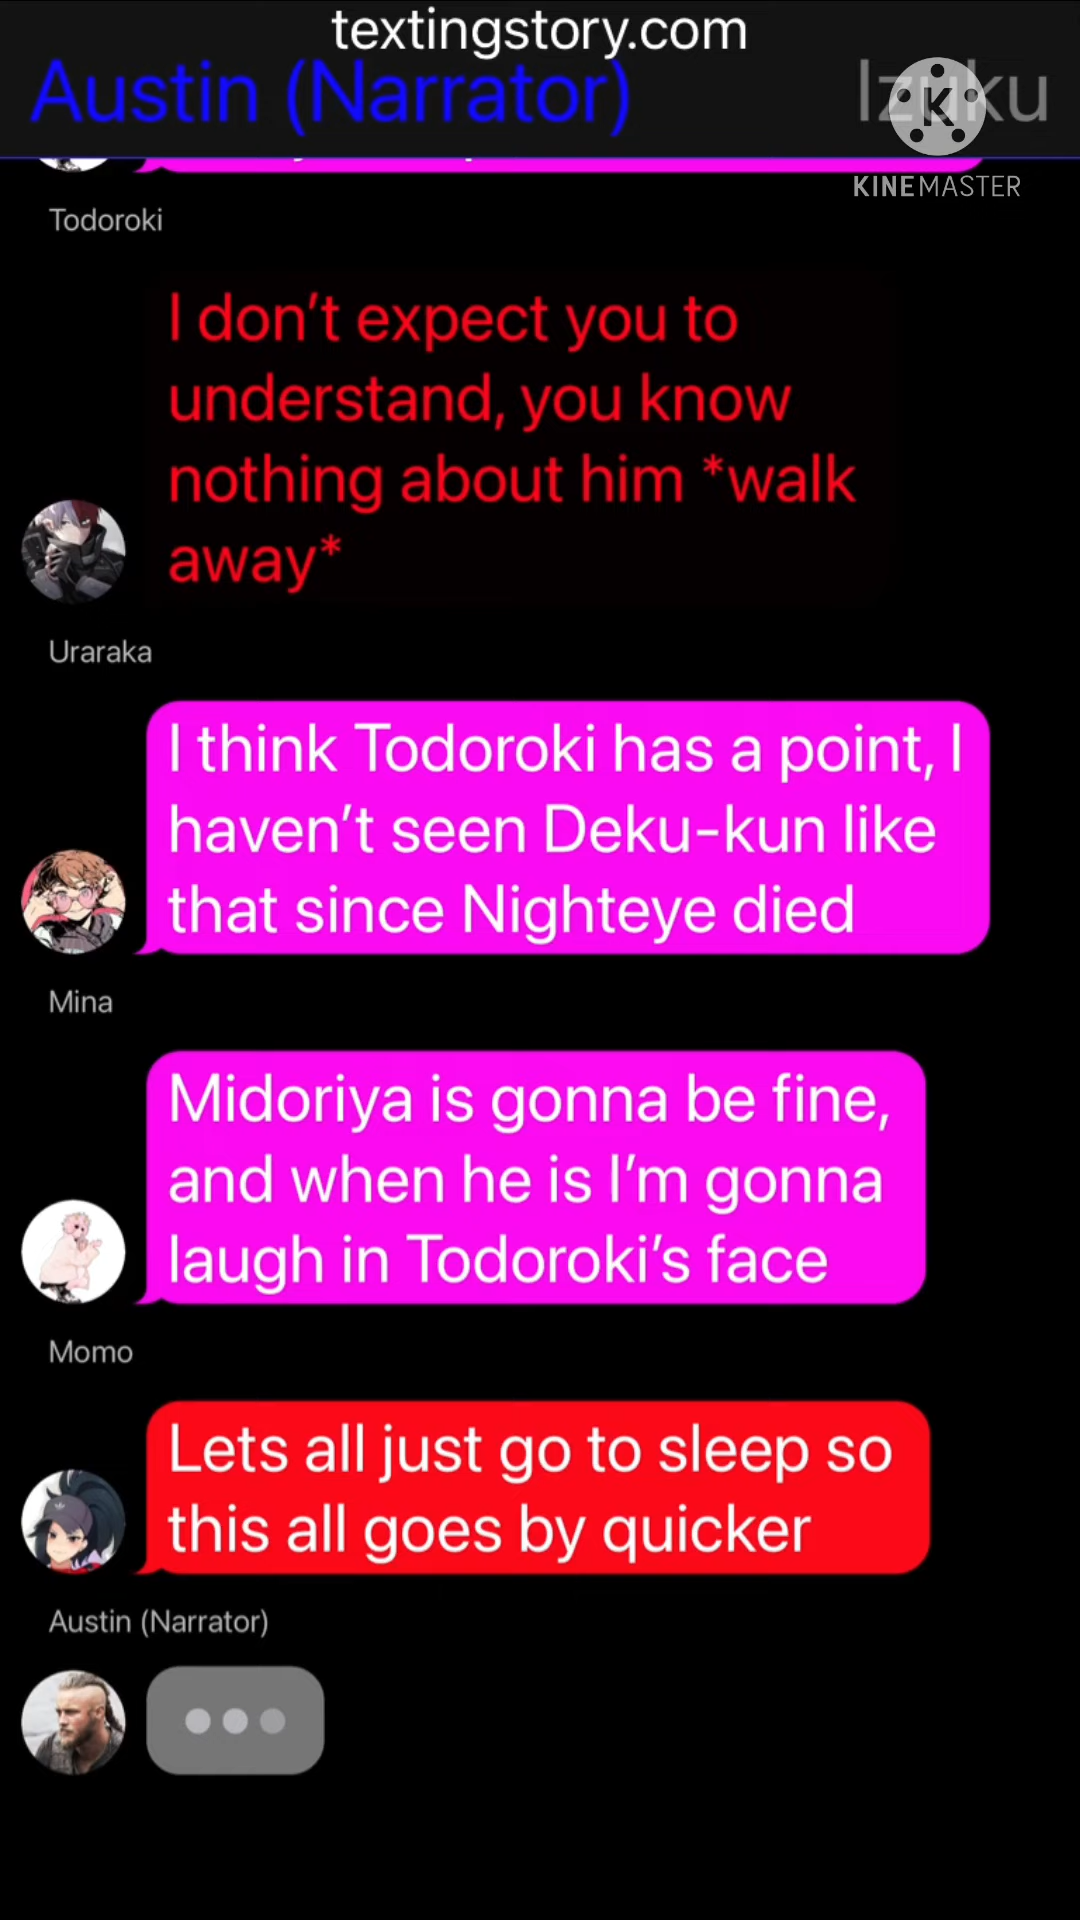 textingstory.com
Austin (Narrator)
Izuku
K
KINEMASTER
Todoroki
I don’t expect you to
understand, you know
nothing about him *walk
away*
Uraraka
I think Todoroki has a point, I
haven’t seen Deku-kun like
that since Nighteye died
Mina
Midoriya is gonna be fine,
and when he is I’m gonna
laugh in Todoroki’s face
Momo
Lets all just go to sleep so
this all goes by quicker
Austin (Narrator)